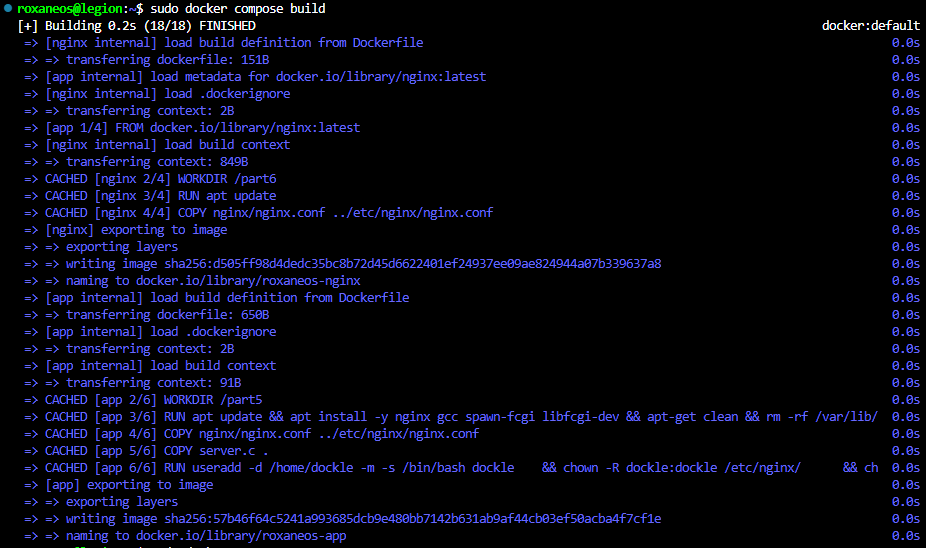 roxaneos@legion:~$ sudo docker compose build
[+] Building 0.2s (18/18) FINISHED docker:default
=> [nginx internal] load build definition from Dockerfile 0.0s
=> => transferring dockerfile: 151B 0.0s
=> [app internal] load metadata for docker.io/library/nginx:latest 0.0s
=> [nginx internal] load .dockerignore 0.0s
=> => transferring context: 2B 0.0s
=> [app 1/4] FROM docker.io/library/nginx:latest 0.0s
=> [nginx internal] load build context 0.0s
=> => transferring context: 849B 0.0s
=> CACHED [nginx 2/4] WORKDIR /part6 0.0s
=> CACHED [nginx 3/4] RUN apt update 0.0s
=> CACHED [nginx 4/4] COPY nginx/nginx.conf ../etc/nginx/nginx.conf 0.0s
=> [nginx] exporting to image 0.0s
=> => exporting layers 0.0s
=> => writing image sha256:d505ff98d4dedc35bc8b72d45d6622401ef24937ee09ae824944a07b339637a8 0.0s
=> => naming to docker.io/library/roxaneos-nginx 0.0s
=> [app internal] load build definition from Dockerfile 0.0s
=> => transferring dockerfile: 650B 0.0s
=> [app internal] load .dockerignore 0.0s
=> => transferring context: 2B 0.0s
=> [app internal] load build context 0.0s
=> => transferring context: 91B 0.0s
=> CACHED [app 2/6] WORKDIR /part5 0.0s
=> CACHED [app 3/6] RUN apt update && apt install -y nginx gcc spawn-fcgi libfcgi-dev && apt-get clean && rm -rf /var/lib/ 0.0s
=> CACHED [app 4/6] COPY nginx/nginx.conf ../etc/nginx/nginx.conf 0.0s
=> CACHED [app 5/6] COPY server.c . 0.0s
=> CACHED [app 6/6] RUN useradd -d /home/dockle -m -s /bin/bash dockle && chown -R dockle:dockle /etc/nginx/ && ch 0.0s
=> [app] exporting to image 0.0s
=> => exporting layers 0.0s
=> => writing image sha256:57b46f64c5241a993685dcb9e480bb7142b631ab9af44cb03ef50acba4f7cf1e 0.0s
=> => naming to docker.io/library/roxaneos-app 0.0s